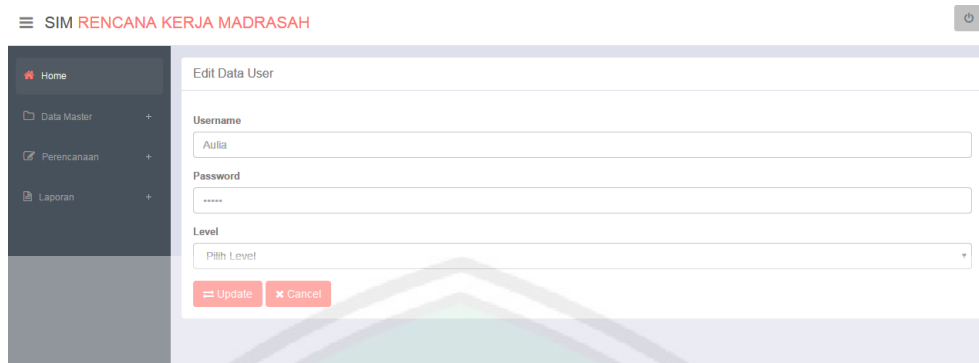 SIM RENCANA KERJA MADRASAH
Home
Data Master +
Perencanaan +
Laporan +
Edit Data User
Username
Aulia
Password
•••••
Level
Pilih Level
Update
Cancel